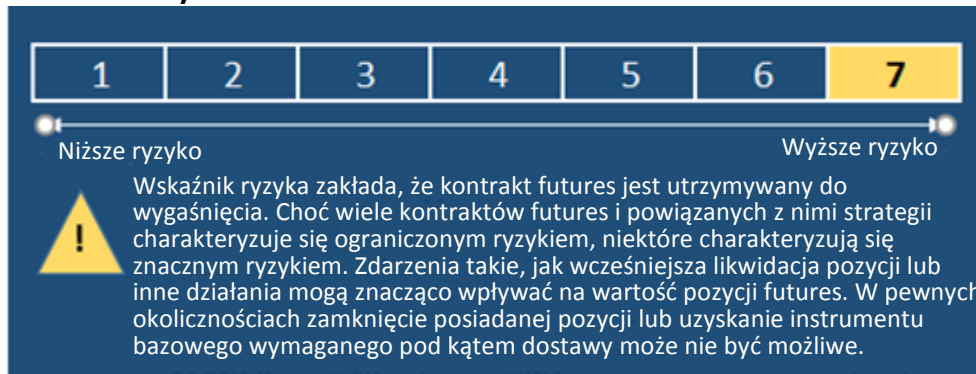 1 2 3 4 5 6 7
Niższe ryzyko Wyższe ryzyko
Wskaźnik ryzyka zakłada, że kontrakt futures jest utrzymywany do
wygaśnięcia. Choć wiele kontraktów futures i powiązanych z nimi strategii
! charakteryzuje się ograniczonym ryzykiem, niektóre charakteryzują się
znacznym ryzykiem. Zdarzenia takie, jak wcześniejsza likwidacja pozycji lub
inne działania mogą znacząco wpływać na wartość pozycji futures. W pewnych
okolicznościach zamknięcie posiadanej pozycji lub uzyskanie instrumentu
bazowego wymaganego pod kątem dostawy może nie być możliwe.